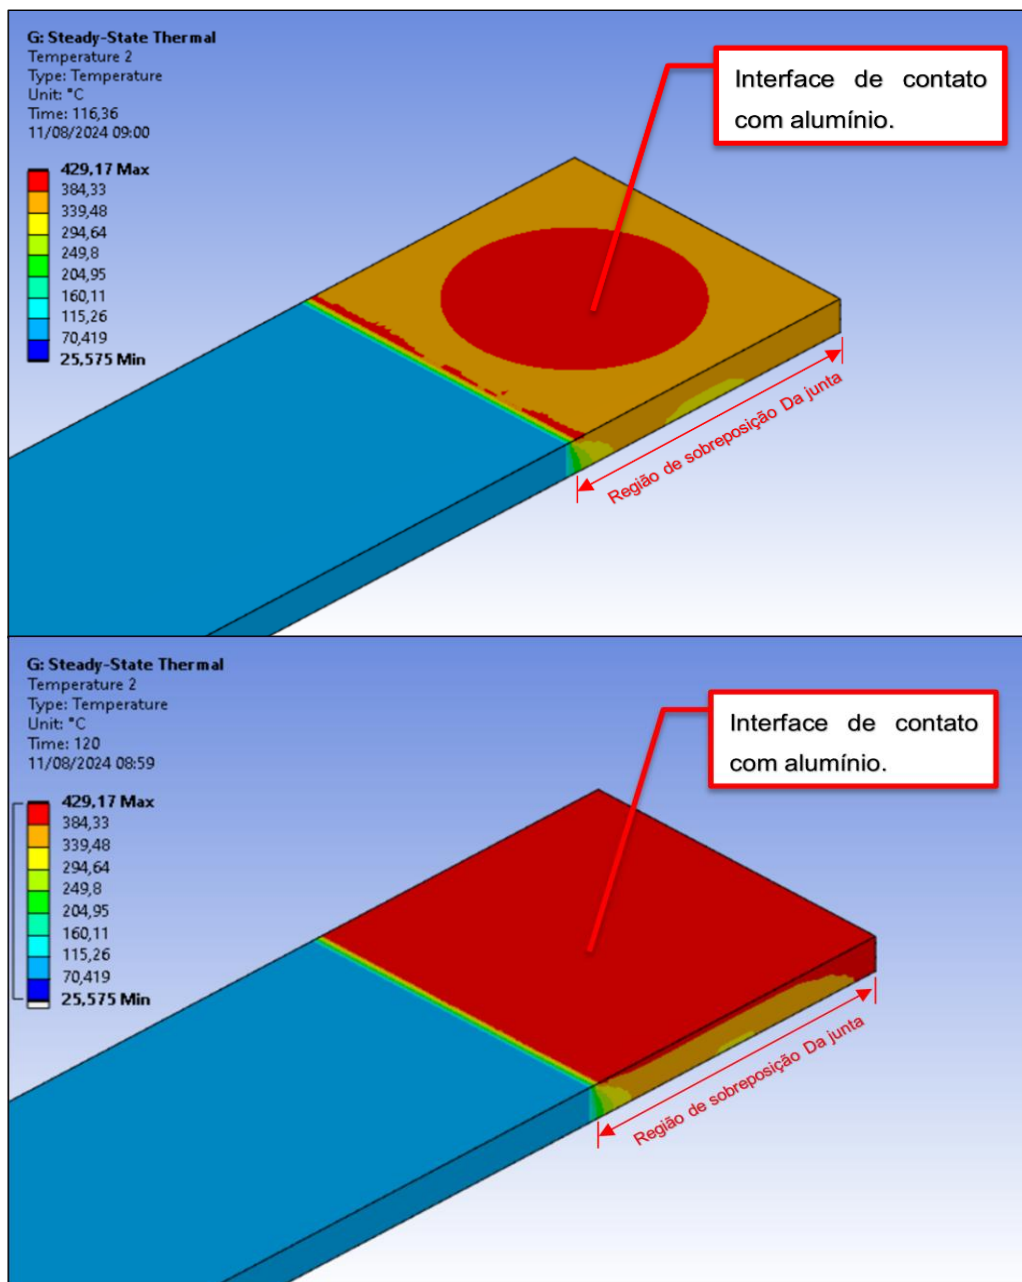 G: Steady-State Thermal
Temperature 2
Type: Temperature
Unit: °C
Time: 116,36
11/08/2024 09:00
429,17 Max
384,33
339,48
294,64
249,8
204,95
160,11
115,26
70,419
25,575 Min
Interface de contato
com alumínio.
Região de sobreposição Da junta
G: Steady-State Thermal
Temperature 2
Type: Temperature
Unit: °C
Time: 120
11/08/2024 08:59
429,17 Max
384,33
339,48
294,64
249,8
204,95
160,11
115,26
70,419
25,575 Min
Interface de contato
com alumínio.
Região de sobreposição Da junta